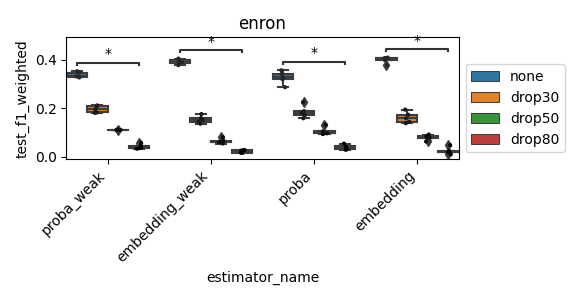 enron
test_f1_weighted
0.4
0.2
0.0
*
*
*
*
none
drop30
drop50
drop80
proba_weak
embedding_weak
proba
embedding
estimator_name